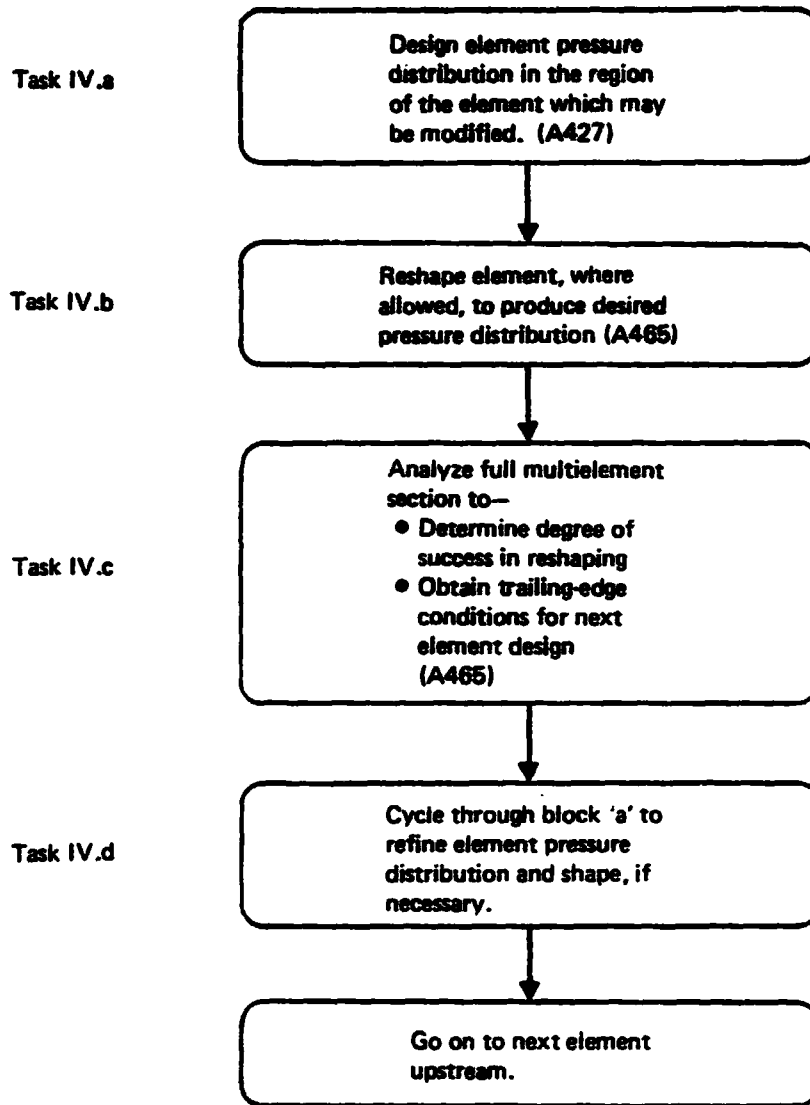 Task IV.a
Design element pressure
distribution in the region
of the element which may
be modified. (A427)
Task IV.b
Reshape element, where
allowed, to produce desired
pressure distribution (A465)
Task IV.c
Analyze full multielement
section to—
● Determine degree of
success in reshaping
● Obtain trailing-edge
conditions for next
element design
(A465)
Task IV.d
Cycle through block 'a' to
refine element pressure
distribution and shape, if
necessary.
Go on to next element
upstream.